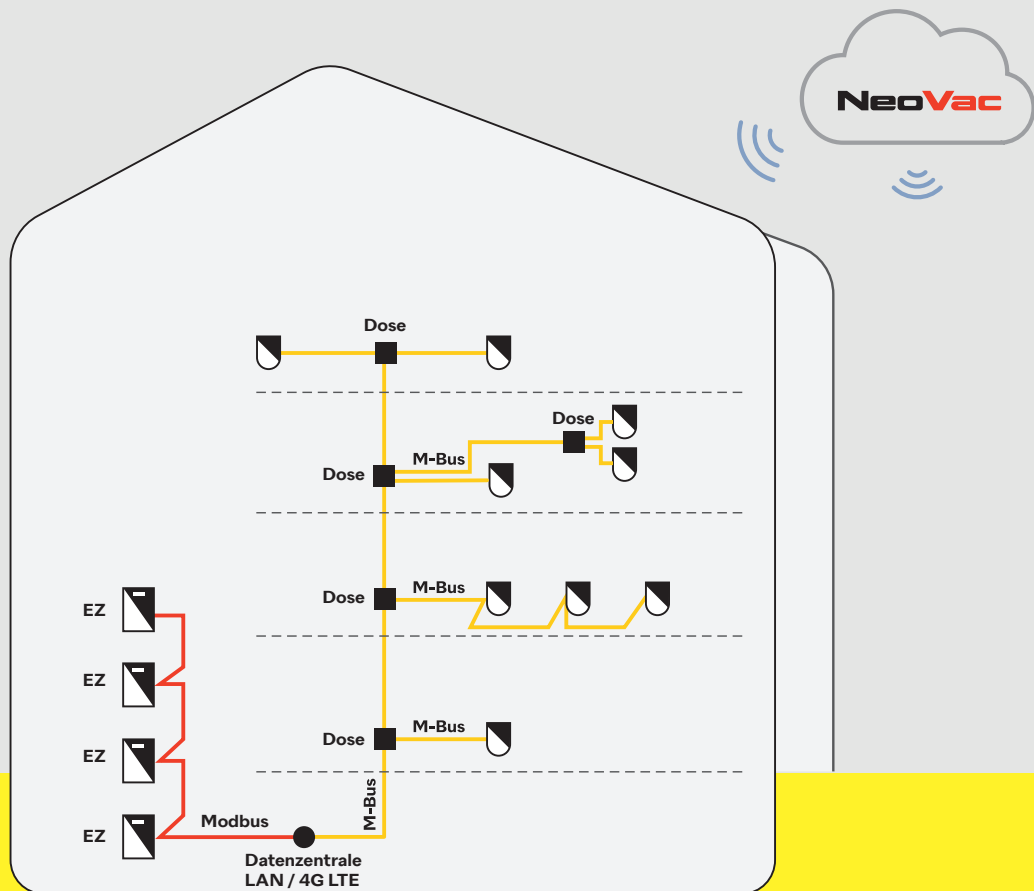 NeoVac
Dose
Dose
M-Bus
Dose
M-Bus
Dose
EZ
EZ
M-Bus
Dose
EZ
M-Bus
EZ
Modbus
Datenzentrale
LAN / 4G LTE